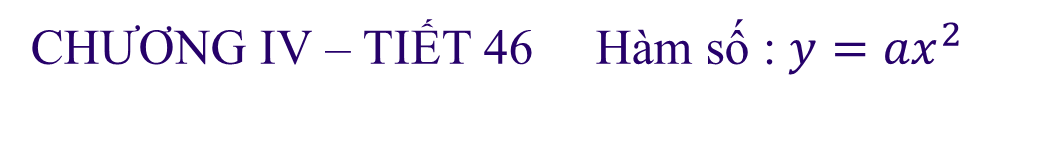 CHƯƠNG IV – TIẾT 46 Hàm số : y = ax²